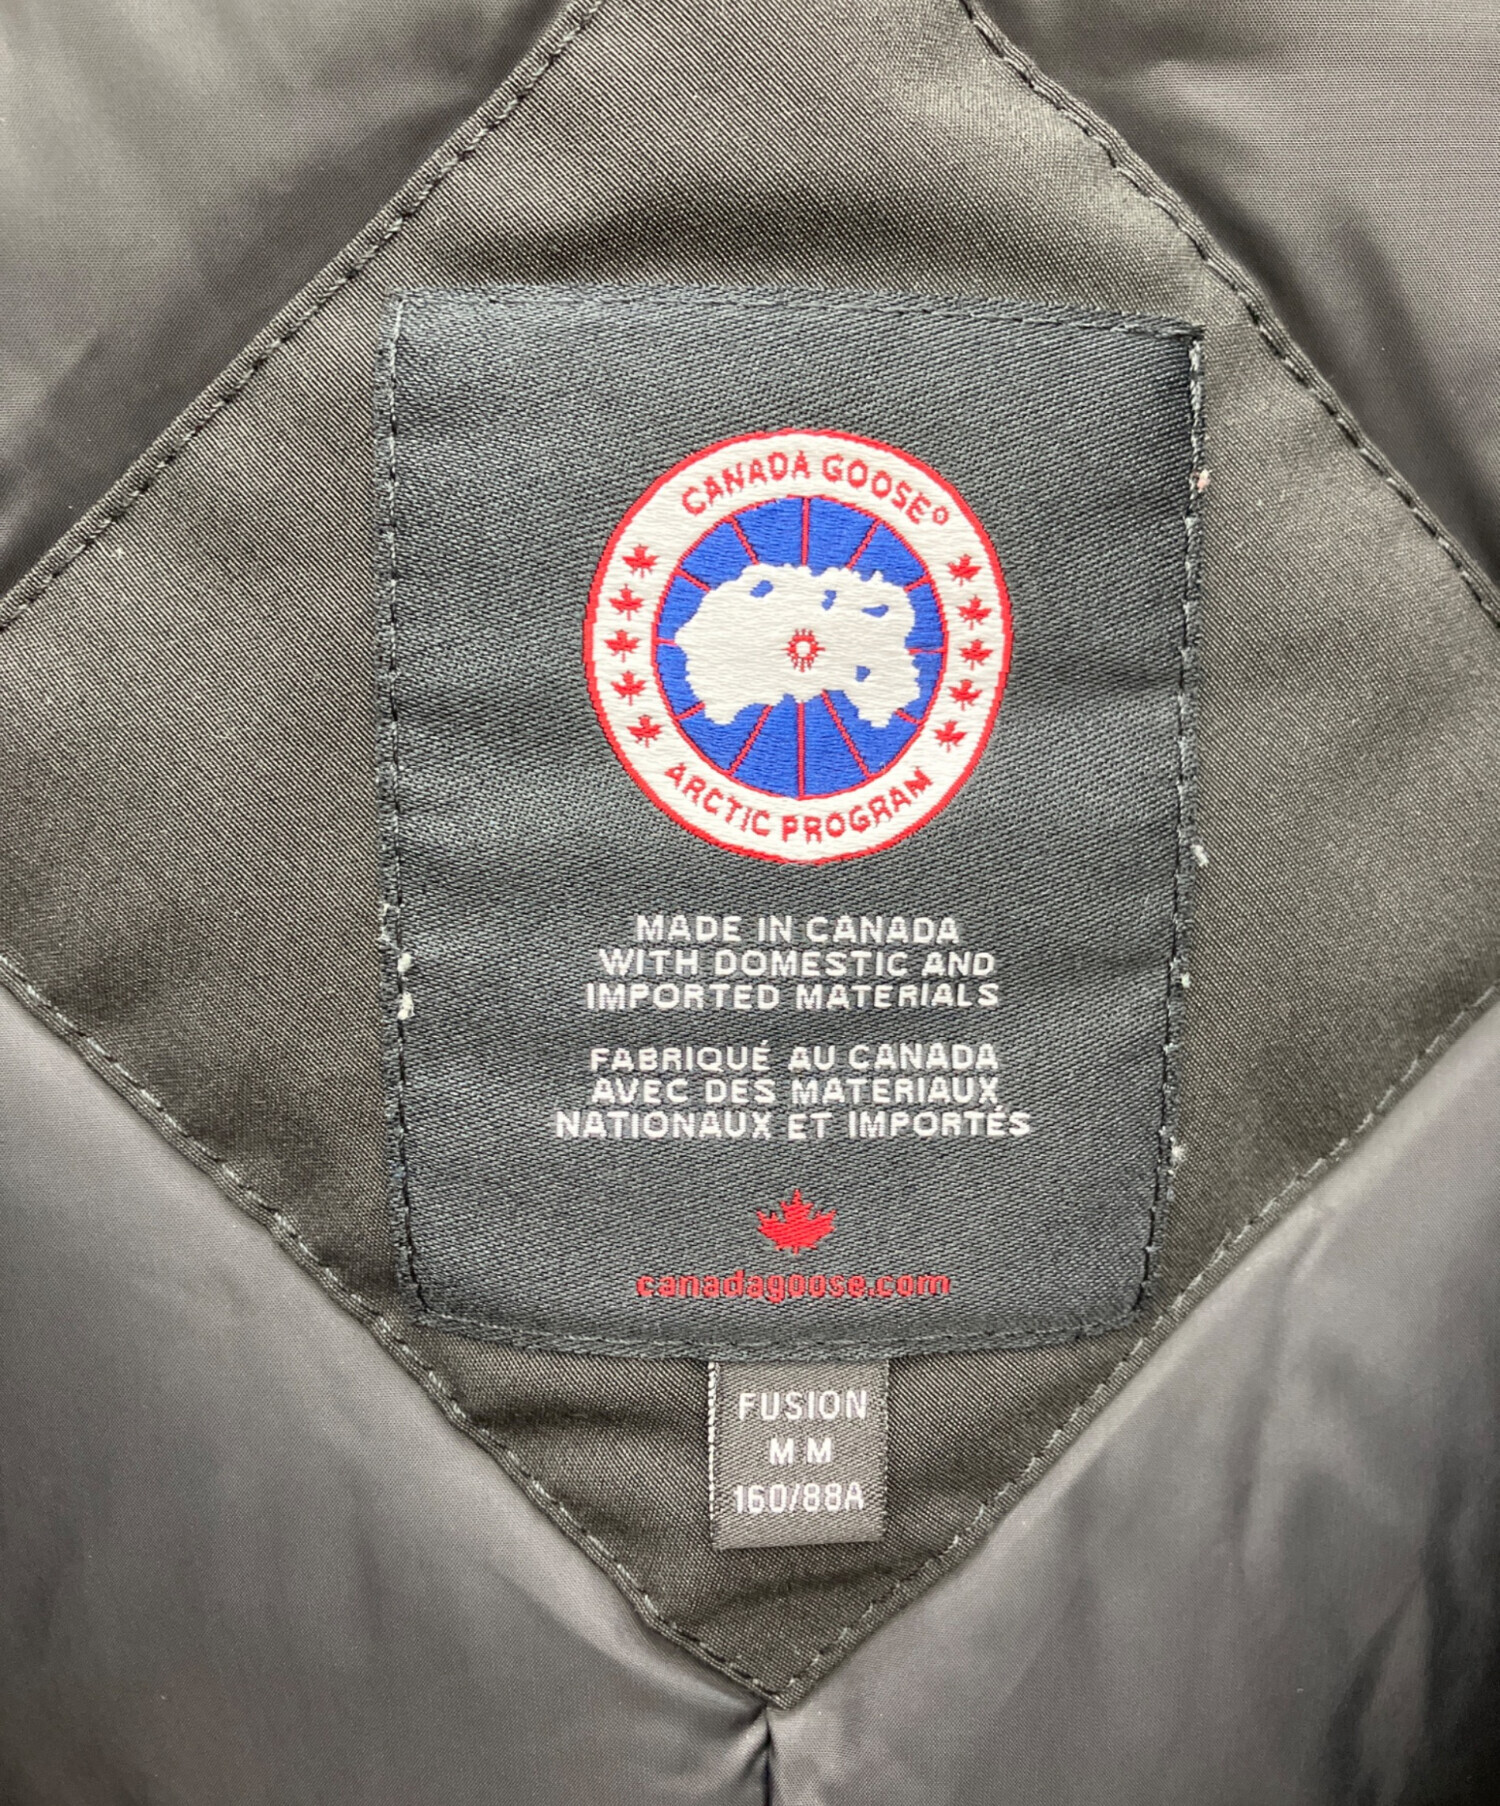 CANADA GOOSE
ARCTIC PROGRAM
MADE IN CANADA
WITH DOMESTIC AND
IMPORTED MATERIALS
FABRIQUÉ AU CANADA
AVEC DES MATERIAUX
NATIONAUX ET IMPORTÉS
canadagoose.com
FUSION
M M
160/88A